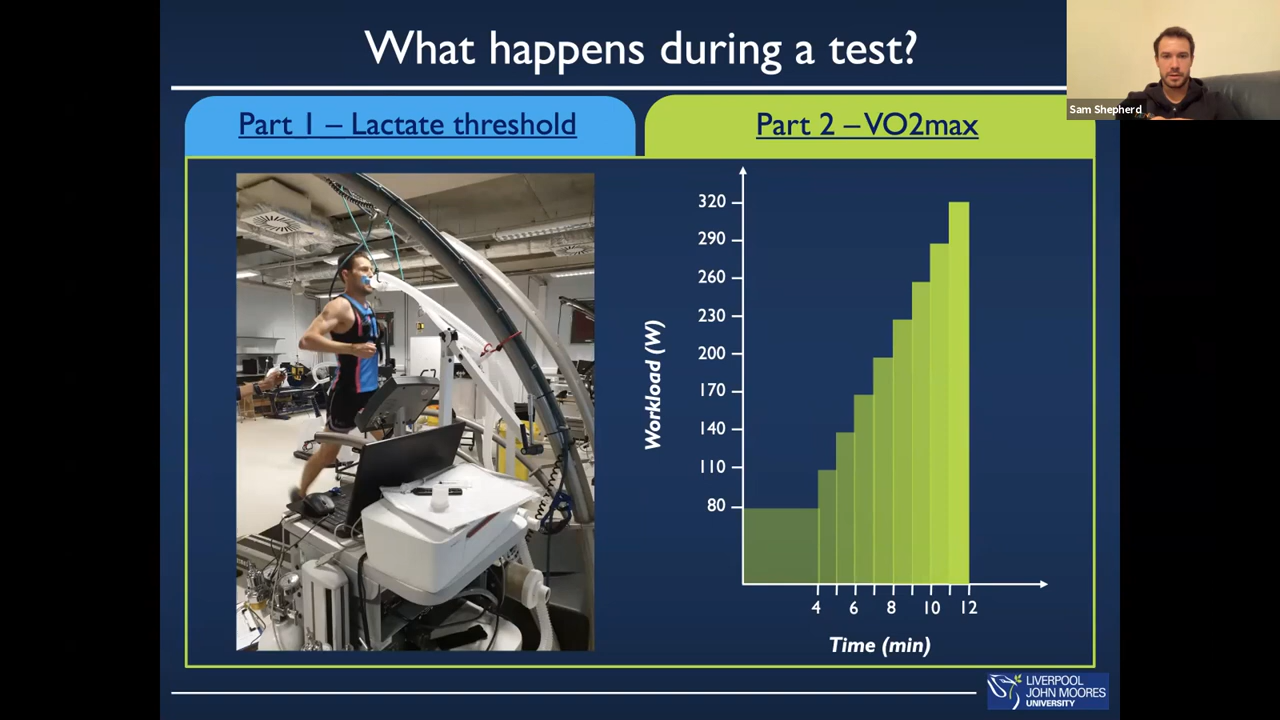 What happens during a test?
Sam Shepherd
Part 1 – Lactate threshold
Part 2 – VO2max
320
290
260
230
200
170
140
110
80
Workload (W)
4 6 8 10 12
Time (min)
LIVERPOOL
JOHN MOORES
UNIVERSITY